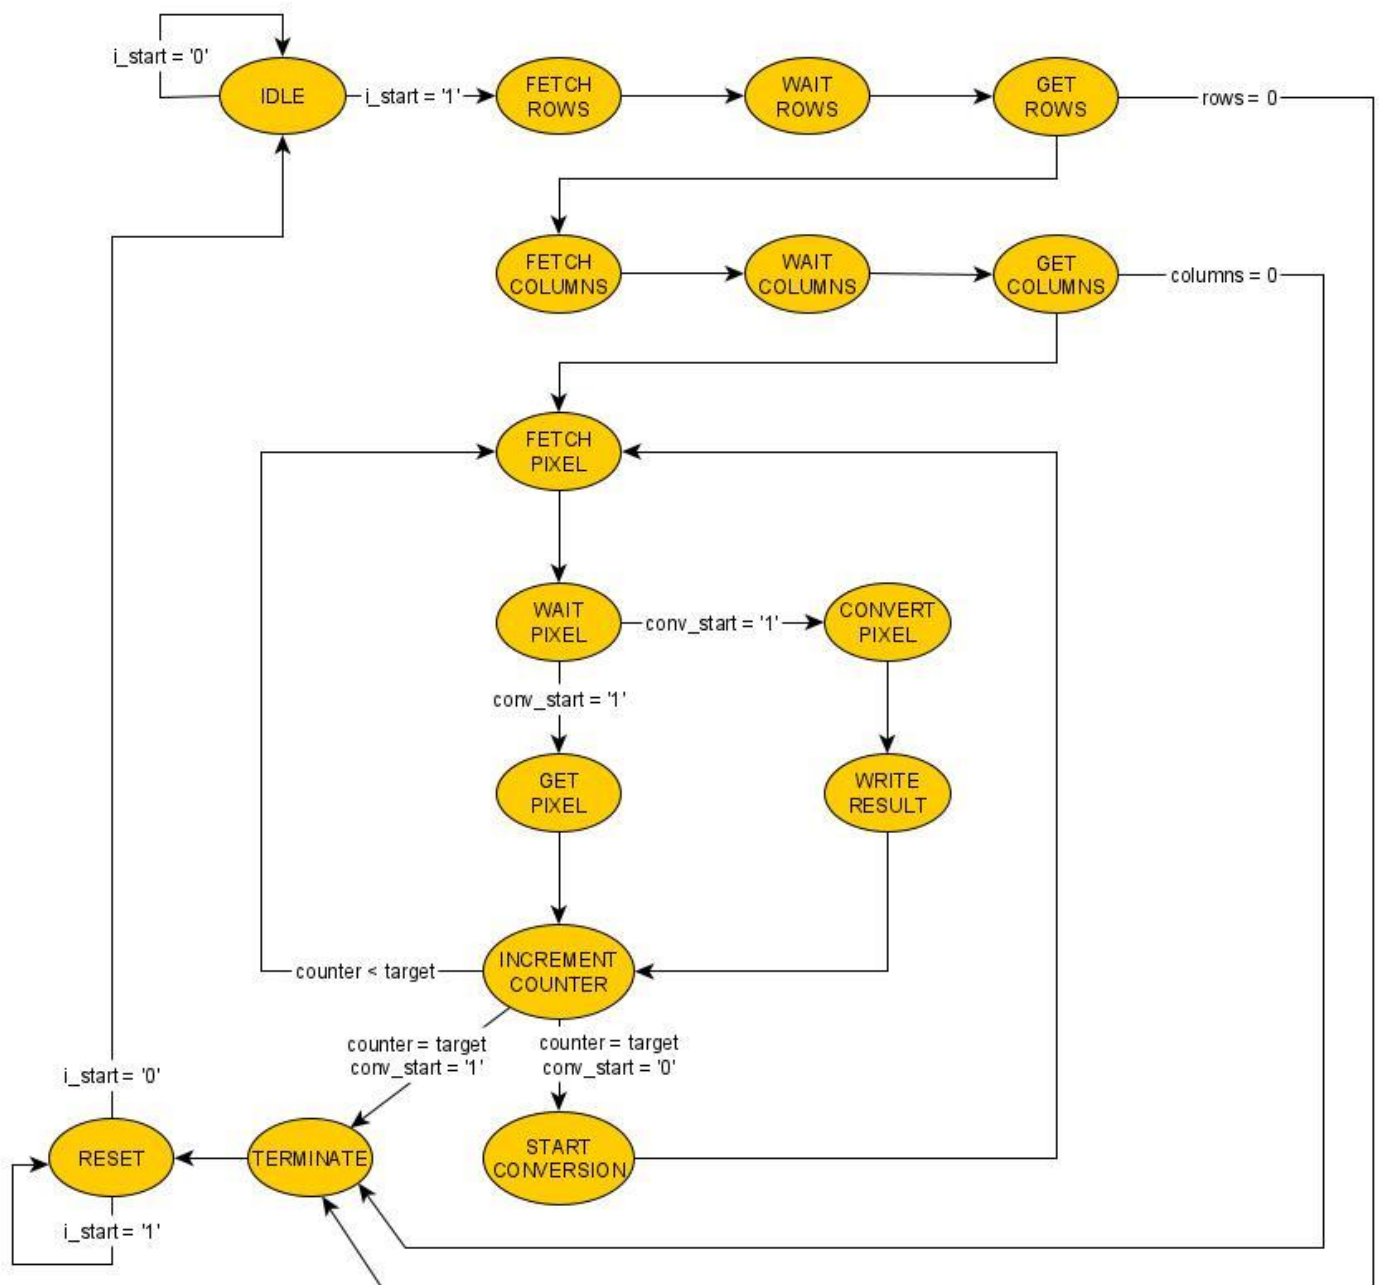 i_start = '0'
IDLE
i_start = '1'
FETCH
ROWS
WAIT
ROWS
GET
ROWS
rows = 0
FETCH
COLUMNS
WAIT
COLUMNS
GET
COLUMNS
columns = 0
FETCH
PIXEL
WAIT
PIXEL
conv_start = '1'
CONVERT
PIXEL
conv_start = '1'
GET
PIXEL
WRITE
RESULT
counter < target
INCREMENT
COUNTER
counter = target
conv_start = '1'
counter = target
conv_start = '0'
i_start = '0'
RESET
TERMINATE
START
CONVERSION
i_start = '1'